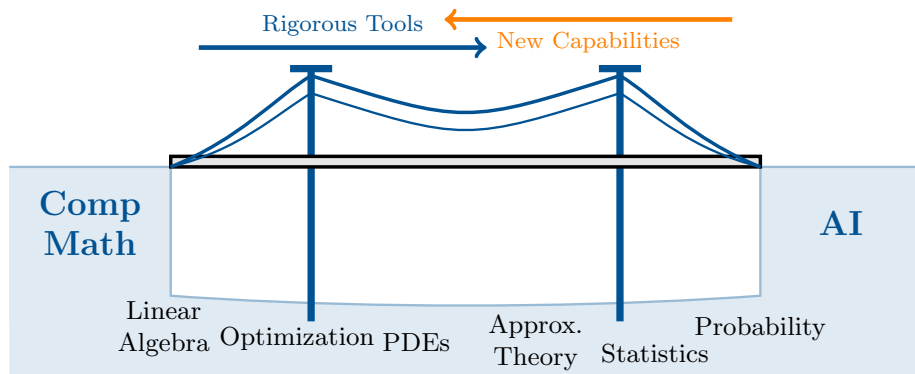 Rigorous Tools
New Capabilities
Comp
Math
AI
Linear
Algebra
Optimization
PDEs
Approx.
Theory
Statistics
Probability